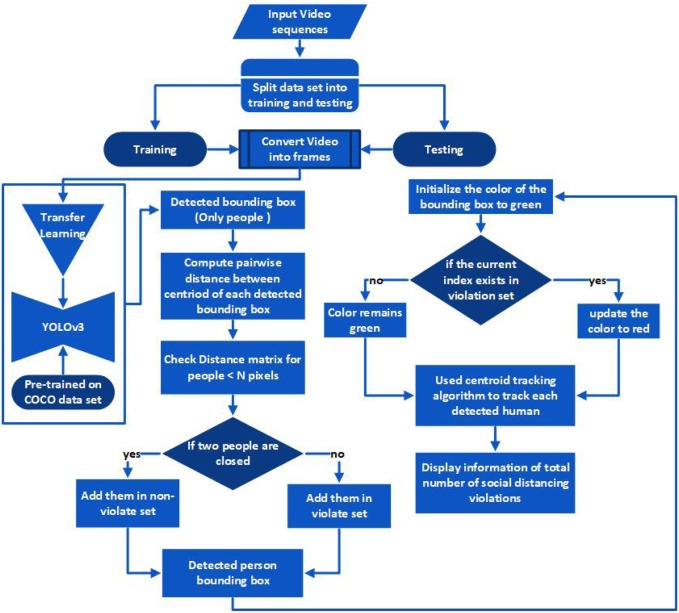 Input Video
sequences
Split data set into
training and testing
Training
Convert Video
into frames
Testing
Transfer
Learning
YOLOv3
Pre-trained on
COCO data set
Detected bounding box
(Only people )
Compute pairwise
distance between
centriod of each detected
bounding box
Check Distance matrix for
people < N pixels
If two people are
closed
yes
no
Add them in non-
violate set
Add them in
violate set
Detected person
bounding box
Initialize the color of the
bounding box to green
if the current
index exists in
violation set
no
yes
Color remains
green
update the
color to red
Used centroid tracking
algorithm to track each
detected human
Display information of total
number of social distancing
violations